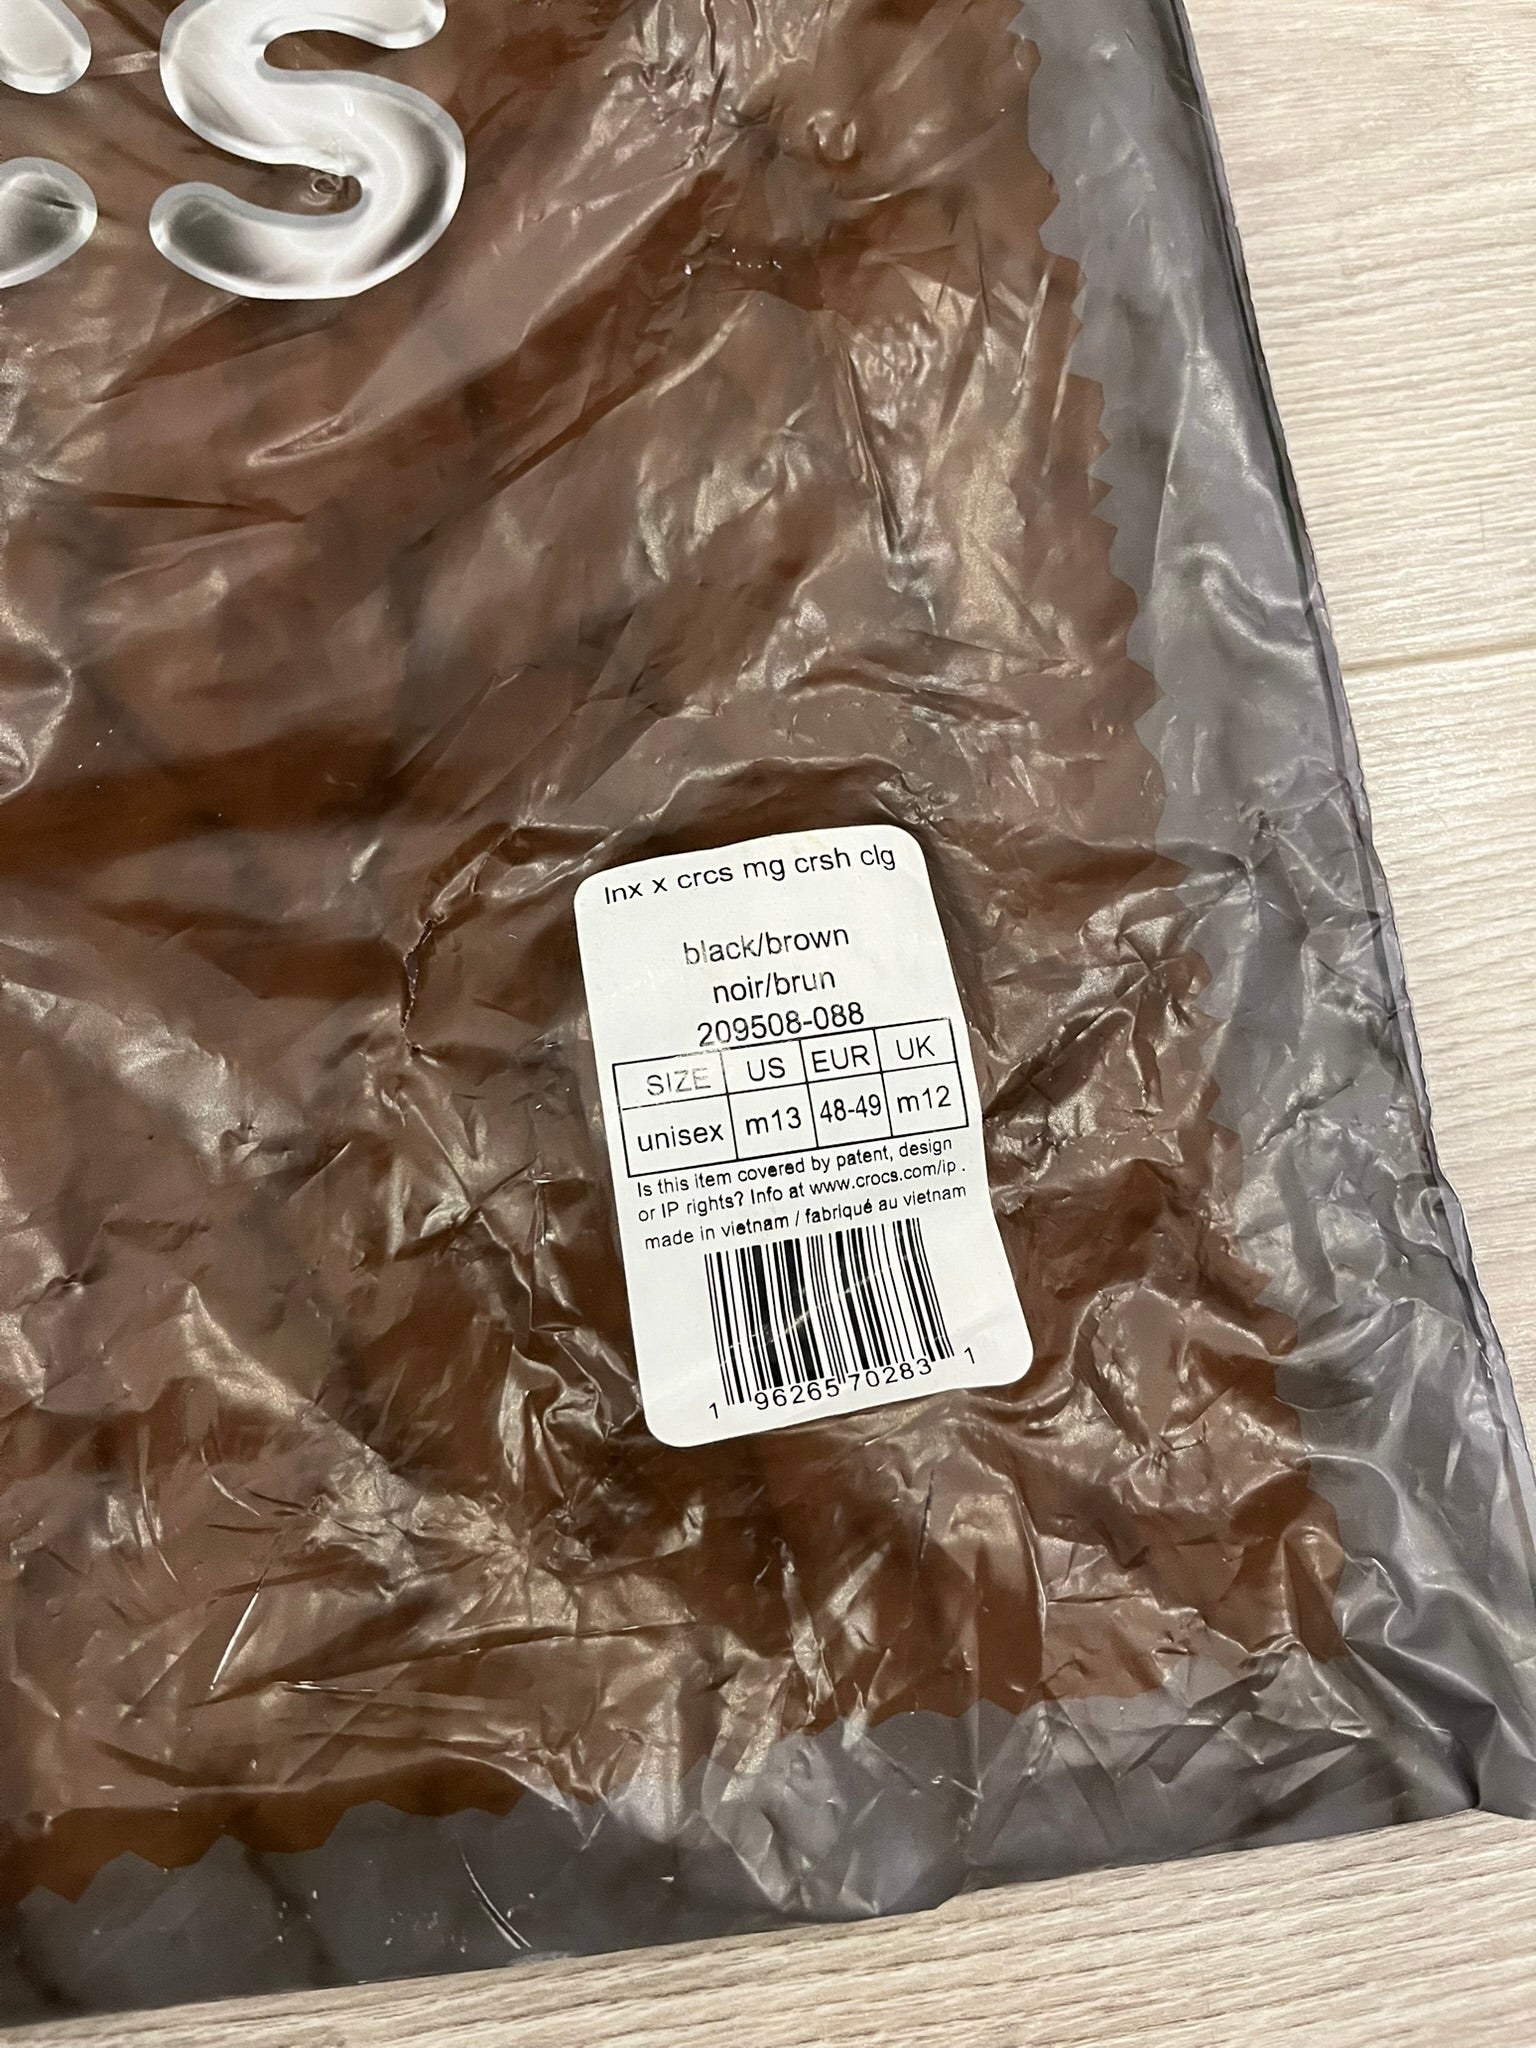 's
lnx x crcs mg crsh clg
black/brown
noir/brun
209508-088
SIZE US EUR UK
unisex m13 48-49 m12
Is this item covered by patent, design
or IP rights? Info at www.crocs.com/ip .
made in vietnam / fabriqué au vietnam
1 96265 70283 1